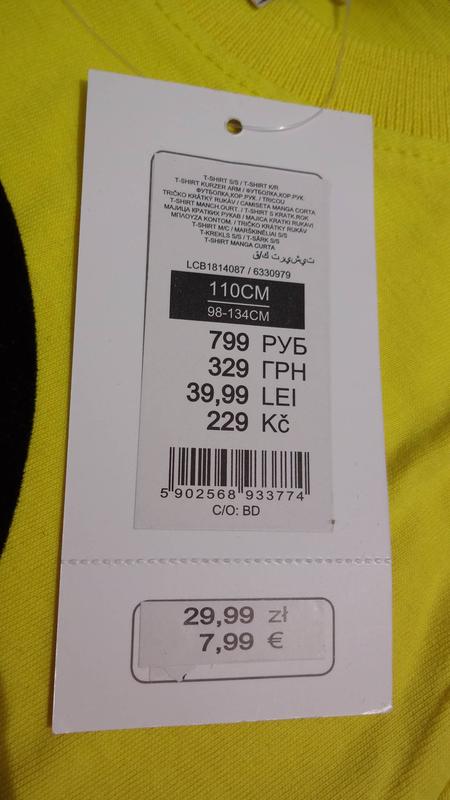 T-SHIRT S/S / T-SHIRT K/R
T-SHIRT KURZER ARM / ФУТБОЛКА,КОР.РУК
ФУТБОЛКА,КОР.РУК. / TRICOU
TRIČKO KRÁTKÝ RUKÁV / CAMISETA MANGA CORTA
T-SHIRT MANCH.COURT. / T-SHIRT S KRATK.ROK
МАЈИЦА КРАТКИХ РУКАВ / MAJICA KRATKI RUKAVI
ΜΠΛΟΥΖΑ ΚΟΝΤΟΜ. / TRIČKO KRÁTKY RUKÁV
T-SHIRT M/C / MARŠKINĖLIAI S/S
T-KREKLS S/S / T-SÄRK S/S
T-SHIRT MANGA CURTA
تيشيرت ق/ك
LCB1814087 / 6330979
110CM
98-134CM
799 РУБ
329 ГРН
39,99 LEI
229 Kč
5 902568 933774
C/O: BD
29,99 zł
7,99 €